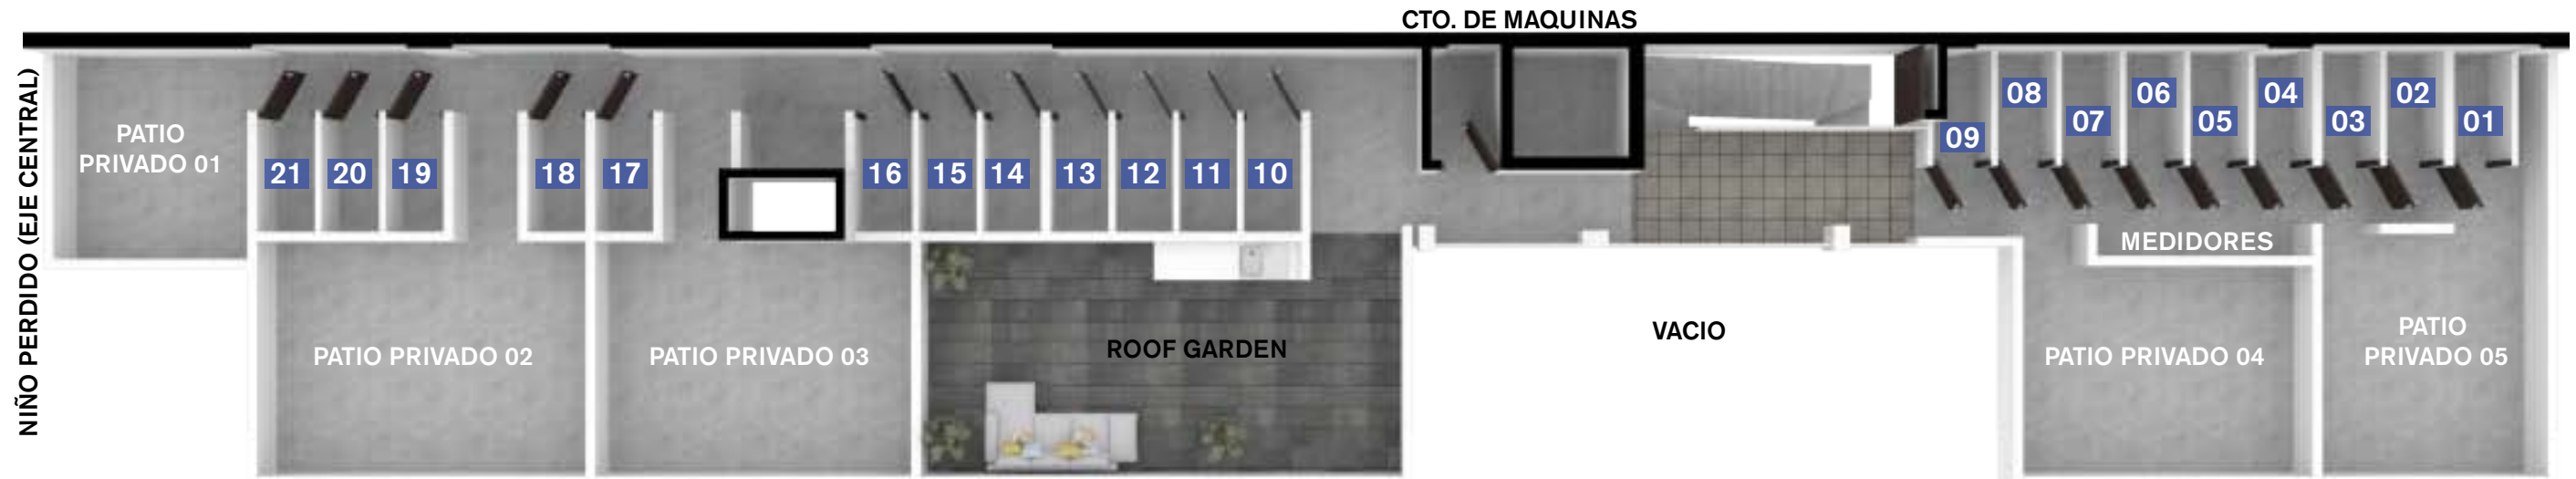 CTO. DE MAQUINAS
NIÑO PERDIDO (EJE CENTRAL)
PATIO
PRIVADO 01
21
20
19
18
17
16
15
14
13
12
11
10
09
08
07
06
05
04
03
02
01
MEDIDORES
PATIO PRIVADO 02
PATIO PRIVADO 03
ROOF GARDEN
VACIO
PATIO PRIVADO 04
PATIO
PRIVADO 05